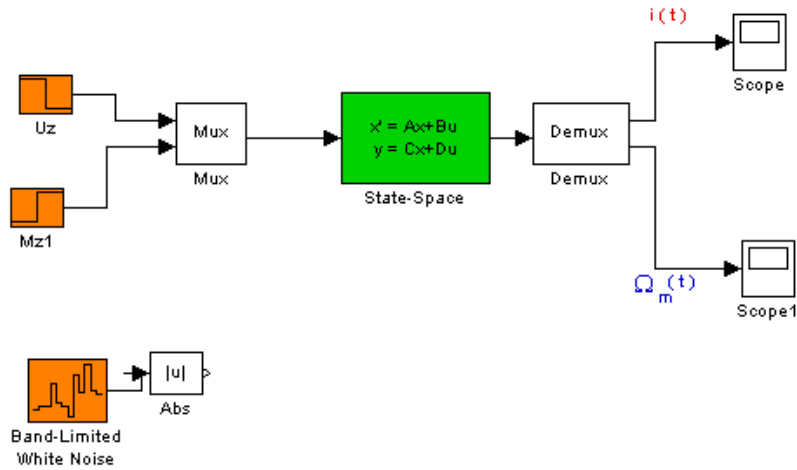 i(t)
Scope
Uz
Mux
Mux
x' = Ax+Bu
y = Cx+Du
State-Space
Demux
Demux
Mz1
Ωm(t)
Scope1
|u|
Abs
Band-Limited
White Noise